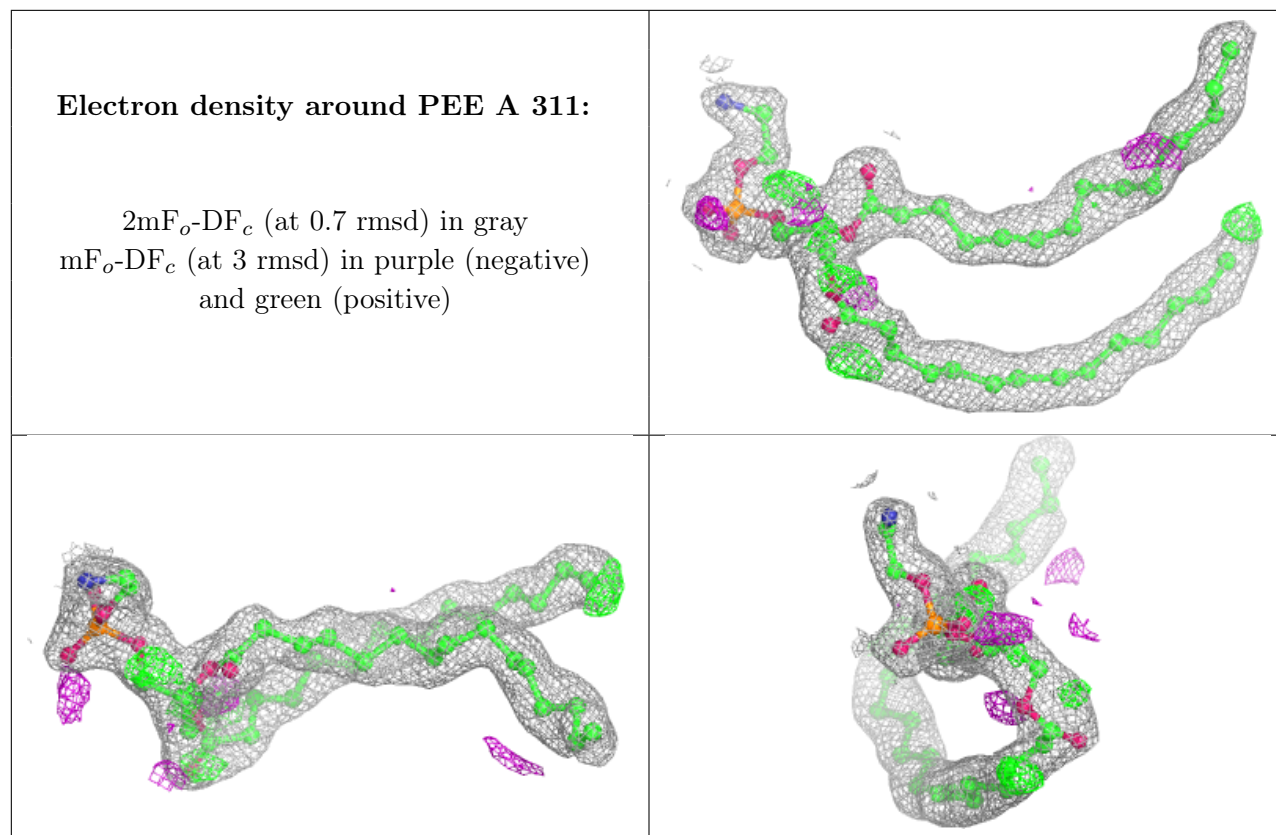 Electron density around PEE A 311:
2mFₒ-DF𝒸 (at 0.7 rmsd) in gray
mFₒ-DF𝒸 (at 3 rmsd) in purple (negative)
and green (positive)